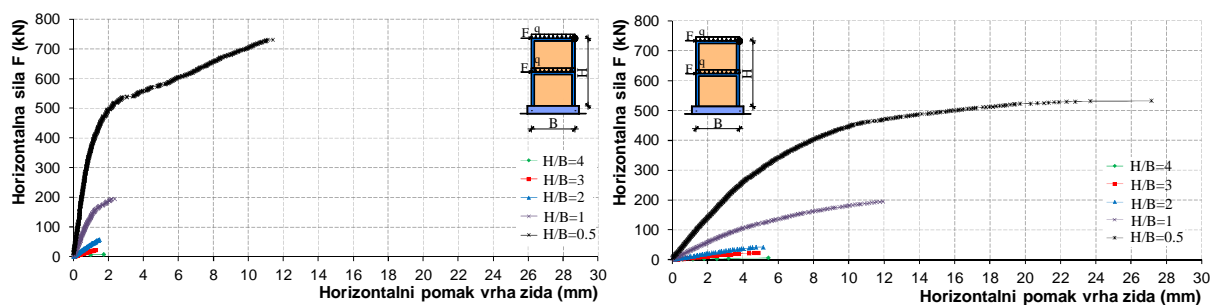 Horizontalna sila F (kN)
800
700
600
500
400
300
200
100
0
0 2 4 6 8 10 12 14 16 18 20 22 24 26 28 30
Horizontalni pomak vrha zida (mm)
q
F
q
F
H
B
H/B=4
H/B=3
H/B=2
H/B=1
H/B=0.5
Horizontalna sila F (kN)
800
700
600
500
400
300
200
100
0
0 2 4 6 8 10 12 14 16 18 20 22 24 26 28 30
Horizontalni pomak vrha zida (mm)
q
F
q
F
H
B
H/B=4
H/B=3
H/B=2
H/B=1
H/B=0.5